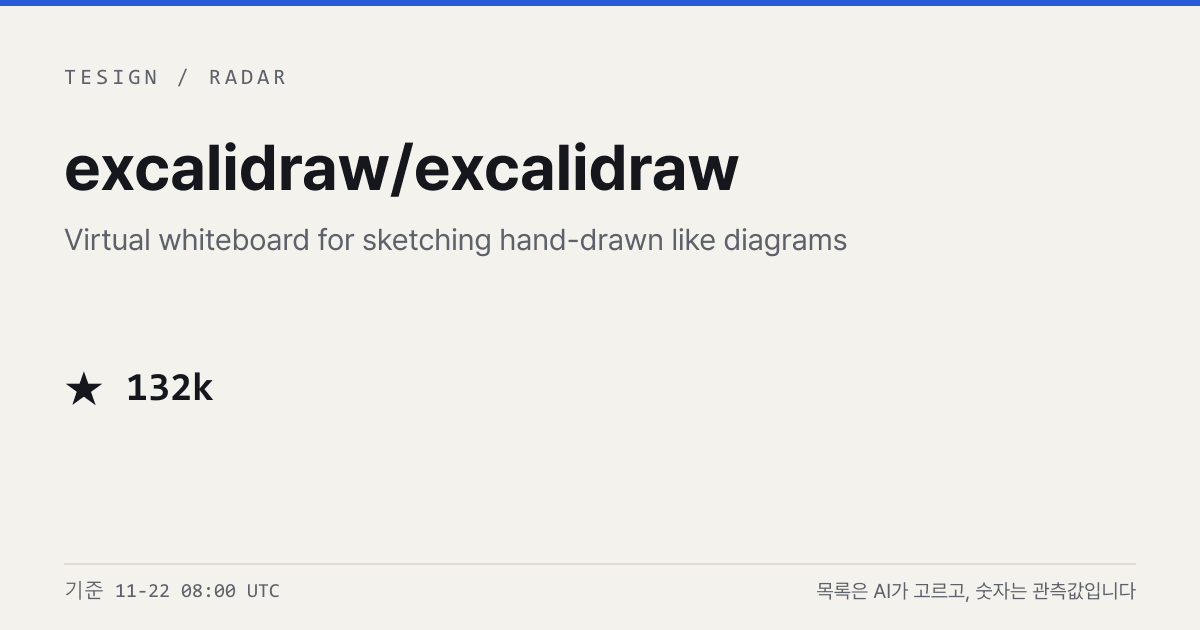 TESIGN / RADAR
excalidraw/excalidraw
Virtual whiteboard for sketching hand-drawn like diagrams
★ 132k
기준 11-22 08:00 UTC
목록은 AI가 고르고, 숫자는 관측값입니다